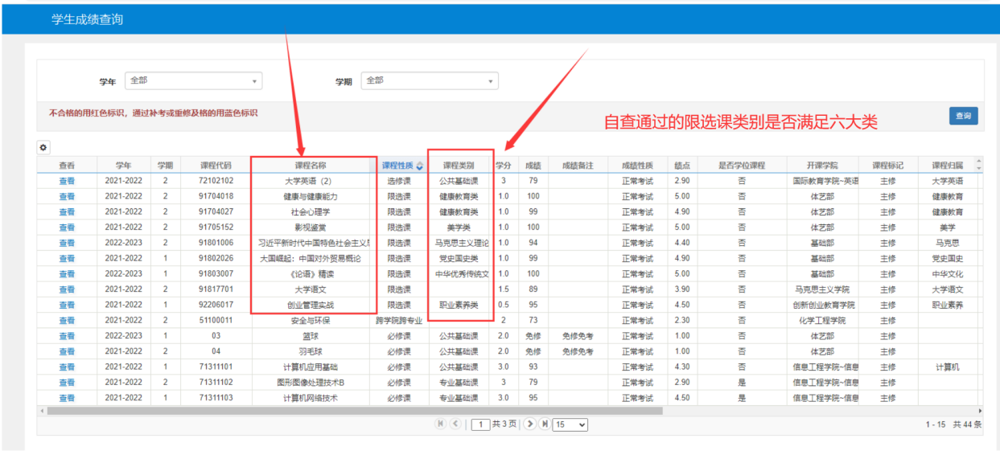 学生成绩查询
学年 全部 学期 全部
不合格的用红色标识，通过补考或重修及格的用蓝色标识 查询
自查通过的限选课类别是否满足六大类
查看 学年 学期 课程代码 课程名称 课程性质 课程类别 学分 成绩 成绩备注 成绩性质 绩点 是否学位课程 开课学院 课程标记 课程归属
查看 2021-2022 2 72102102 大学英语（2） 选修课 公共基础课 3 79 正常考试 2.90 否 国际教育学院~英语 主修 大学英语
查看 2021-2022 2 91704018 健康与健康能力 限选课 健康教育类 1.0 100 正常考试 5.00 否 体艺部 主修 健康教育
查看 2021-2022 2 91704027 社会心理学 限选课 健康教育类 1.0 99 正常考试 4.90 否 体艺部 主修 健康教育
查看 2021-2022 2 91705152 影视鉴赏 限选课 美学类 1.0 100 正常考试 5.00 否 体艺部 主修 美学
查看 2022-2023 2 91801006 习近平新时代中国特色社会主义 限选课 马克思主义理论 1.0 94 正常考试 4.40 否 基础部 主修 马克思
查看 2021-2022 1 91802026 大国崛起：中国对外贸易概论 限选课 党史国史类 1.0 99 正常考试 4.90 否 基础部 主修 党史国史
查看 2022-2023 1 91803007 《论语》精读 限选课 中华优秀传统文 1.0 100 正常考试 5.00 否 基础部 主修 中华文化
查看 2021-2022 2 91817701 大学语文 限选课 1.5 89 正常考试 3.90 否 马克思主义学院 主修 大学语文
查看 2021-2022 1 92206017 创业管理实战 限选课 职业素养类 0.5 95 正常考试 4.50 否 创新创业教育学院 主修 职业素养
查看 2021-2022 2 51100011 安全与环保 跨学院跨专业 2 73 正常考试 2.30 否 化学工程学院 主修
查看 2022-2023 1 03 篮球 必修课 公共基础课 2.0 免修 免修免考 正常考试 1.00 否 体艺部 主修
查看 2021-2022 2 04 羽毛球 必修课 公共基础课 2.0 免修 免修免考 正常考试 1.00 否 体艺部 主修
查看 2021-2022 1 71311101 计算机应用基础 必修课 公共基础课 3.0 93 正常考试 4.30 否 信息工程学院~信息 主修 计算机
查看 2021-2022 2 71311102 图形图像处理技术B 必修课 专业基础课 3 79 正常考试 2.90 是 信息工程学院~信息 主修
查看 2021-2022 1 71311103 计算机网络技术 必修课 专业基础课 3.0 95 正常考试 4.50 是 信息工程学院~信息 主修
1 共3页 15 1 - 15 共44条